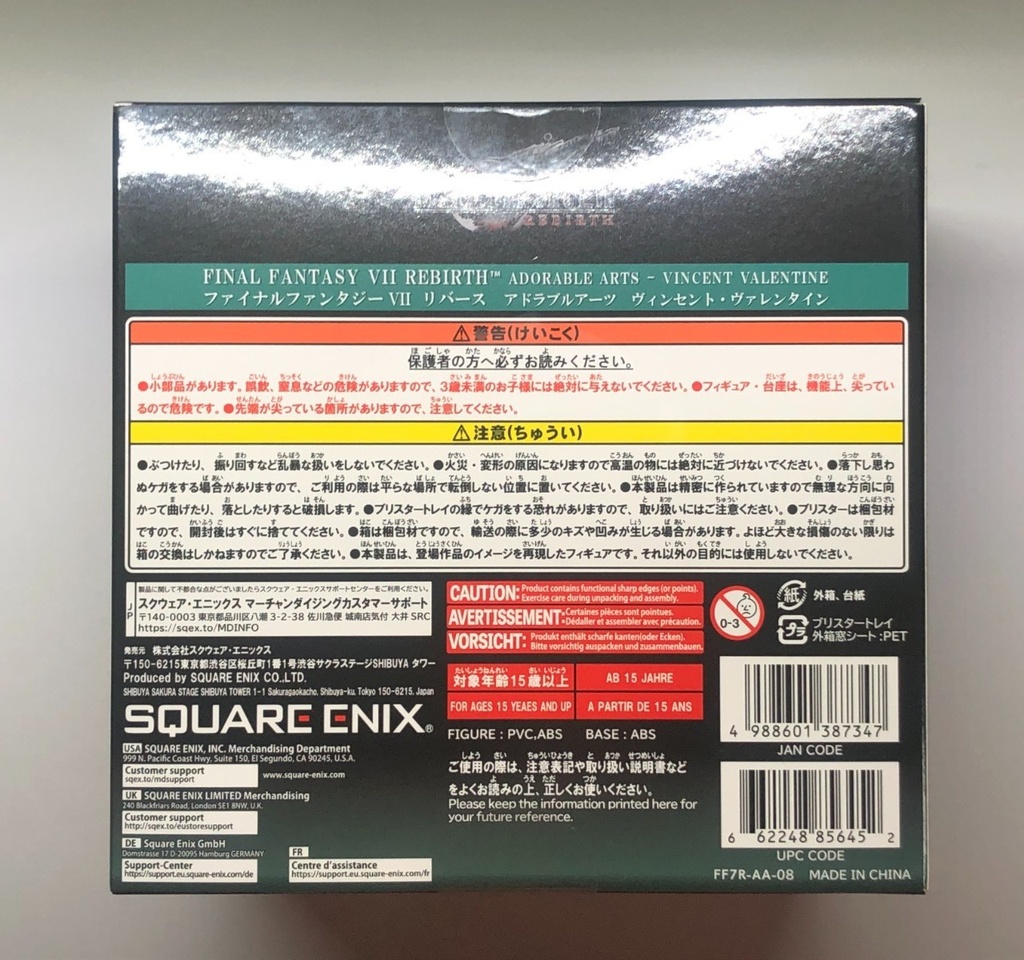 REBIRTH
FINAL FANTASY VII REBIRTH™ ADORABLE ARTS - VINCENT VALENTINE
ファイナルファンタジーVII リバース アドラブルアーツ ヴィンセント・ヴァレンタイン
⚠警告(けいこく)
保護者の方へ必ずお読みください。
●小部品があります。誤飲、窒息などの危険がありますので、3歳未満のお子様には絶対に与えないでください。●フィギュア・台座は、機能上、尖ってい
るので危険です。●先端が尖っている箇所がありますので、注意してください。
⚠注意(ちゅうい)
●ぶつけたり、振り回すなど乱暴な扱いをしないでください。●火災・変形の原因になりますので高温の物には絶対に近づけないでください。●落下し思わ
ぬケガをする場合がありますので、ご利用の際は平らな場所で転倒しない位置に置いてください。●本製品は精密に作られていますので無理な方向に向
かって曲げたり、落としたりすると破損します。●ブリスタートレイの縁でケガをする恐れがありますので、取り扱いにはご注意ください。●ブリスターは梱包材
ですので、開封後はすぐに捨ててください。●箱は梱包材ですので、輸送の際に多少のキズや凹みが生じる場合があります。よほど大きな損傷のない限りは
箱の交換はしかねますのでご了承ください。●本製品は、登場作品のイメージを再現したフィギュアです。それ以外の目的には使用しないでください。
JP
製品に関して不都合な点がございましたらスクウェア・エニックスサポートセンターをご利用ください。
スクウェア・エニックス マーチャンダイジングカスタマーサポート
〒140-0003 東京都品川区八潮 3-2-38 佐川急便 城南店気付 大井 SRC
https://sqex.to/MDINFO
発売元 株式会社スクウェア・エニックス
〒150-6215東京都渋谷区桜丘町1番1号渋谷サクラステージSHIBUYA タワー
Produced by SQUARE ENIX CO.,LTD.
SHIBUYA SAKURA STAGE SHIBUYA TOWER 1-1 Sakuragaokacho, Shibuya-ku, Tokyo 150-6215, Japan
SQUARE ENIX®
USA SQUARE ENIX, INC. Merchandising Department
999 N. Pacific Coast Hwy, Suite 150, El Segundo, CA 90245, U.S.A.
Customer support
sqex.to/mdsupport
www.square-enix.com
UK SQUARE ENIX LIMITED Merchandising
240 Blackfriars Road, London SE1 8NW, U.K.
Customer support
http://sqex.to/eustoresupport
DE Square Enix GmbH
Domstrasse 17 D-20095 Hamburg GERMANY
Support-Center
https://support.eu.square-enix.com/de
FR
Centre d'assistance
https://support.eu.square-enix.com/fr
CAUTION: Product contains functional sharp edges (or points).
Exercise care during unpacking and assembly.
AVERTISSEMENT: Certaines pièces sont pointues.
Dédaller et assembler avec précaution.
VORSICHT: Produkt enthält scharfe kanten(oder Ecken).
Bitte vorsichtig auspacken und zusammenbauen.
対象年齢15歳以上
AB 15 JAHRE
FOR AGES 15 YEAES AND UP
A PARTIR DE 15 ANS
FIGURE : PVC,ABS BASE : ABS
ご使用の際は、注意表記や取り扱い説明書など
をよくお読みの上、正しくお使いください。
Please keep the information printed here for
your future reference.
0-3
紙 外箱、台紙
プラ ブリスタートレイ
外箱窓シート:PET
4 988601 387347
JAN CODE
6 62248 85645 2
UPC CODE
FF7R-AA-08 MADE IN CHINA